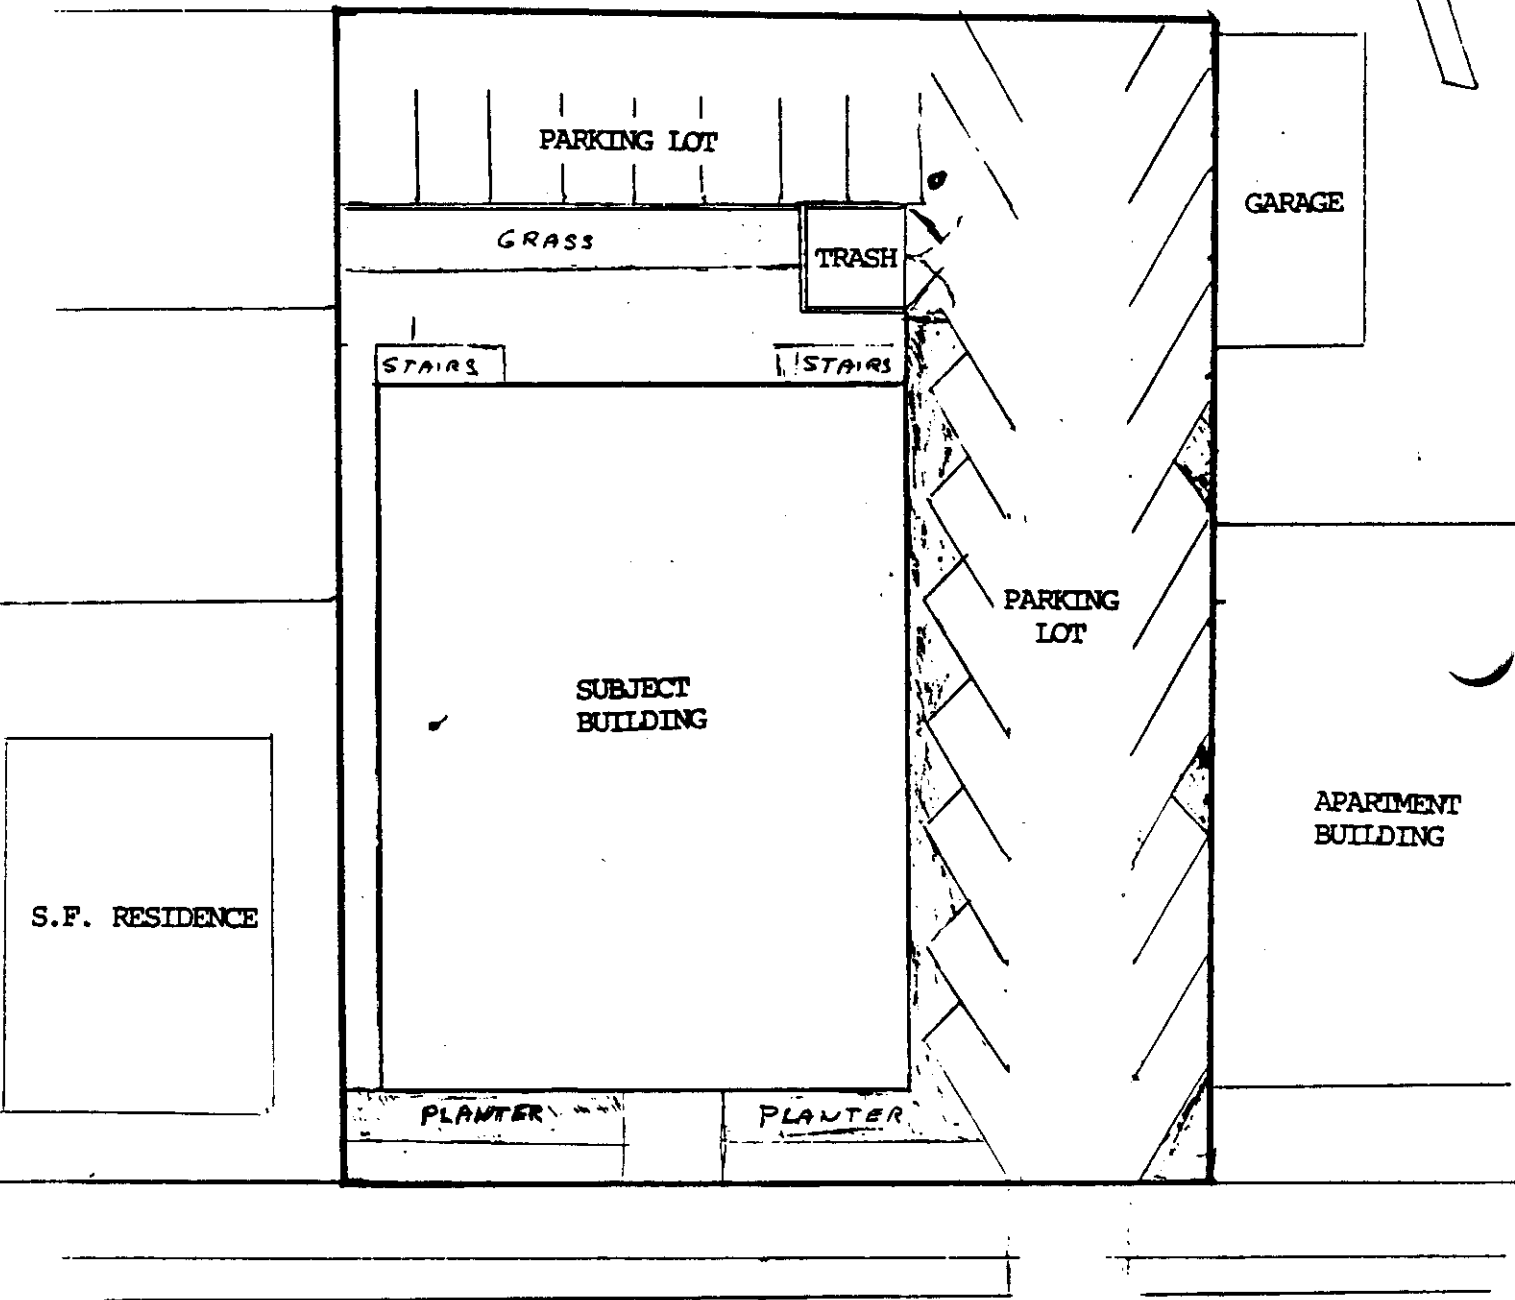 PARKING LOT
GARAGE
GRASS
TRASH
STAIRS
STAIRS
PARKING
LOT
SUBJECT
BUILDING
APARTMENT
BUILDING
S.F. RESIDENCE
PLANTER
PLANTER